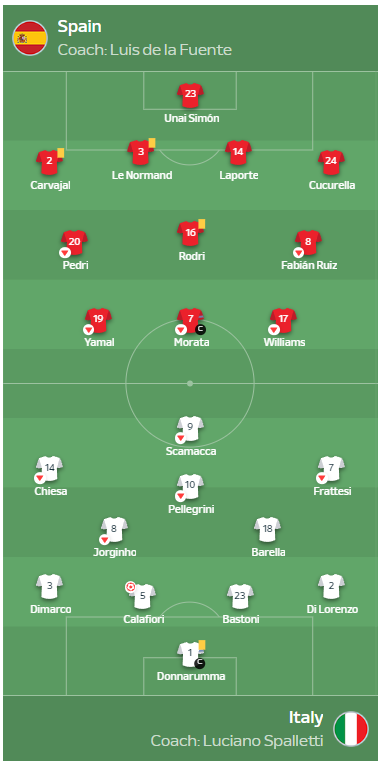 Spain
Coach: Luis de la Fuente
23
Unai Simón
2
3
14
24
Carvajal
Le Normand
Laporte
Cucurella
20
16
8
Pedri
Rodri
Fabián Ruiz
19
7
17
Yamal
Morata
Williams
C
9
Scamacca
14
10
7
Chiesa
Pellegrini
Frattesi
8
18
Jorginho
Barella
3
5
23
2
Dimarco
Calafiori
Bastoni
Di Lorenzo
1
C
Donnarumma
Italy
Coach: Luciano Spalletti